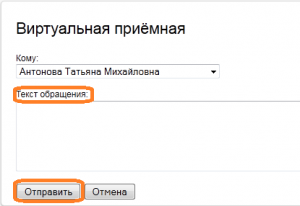 Виртуальная приёмная
Кому:
Антонова Татьяна Михайловна
Текст обращения:
Отправить Отмена